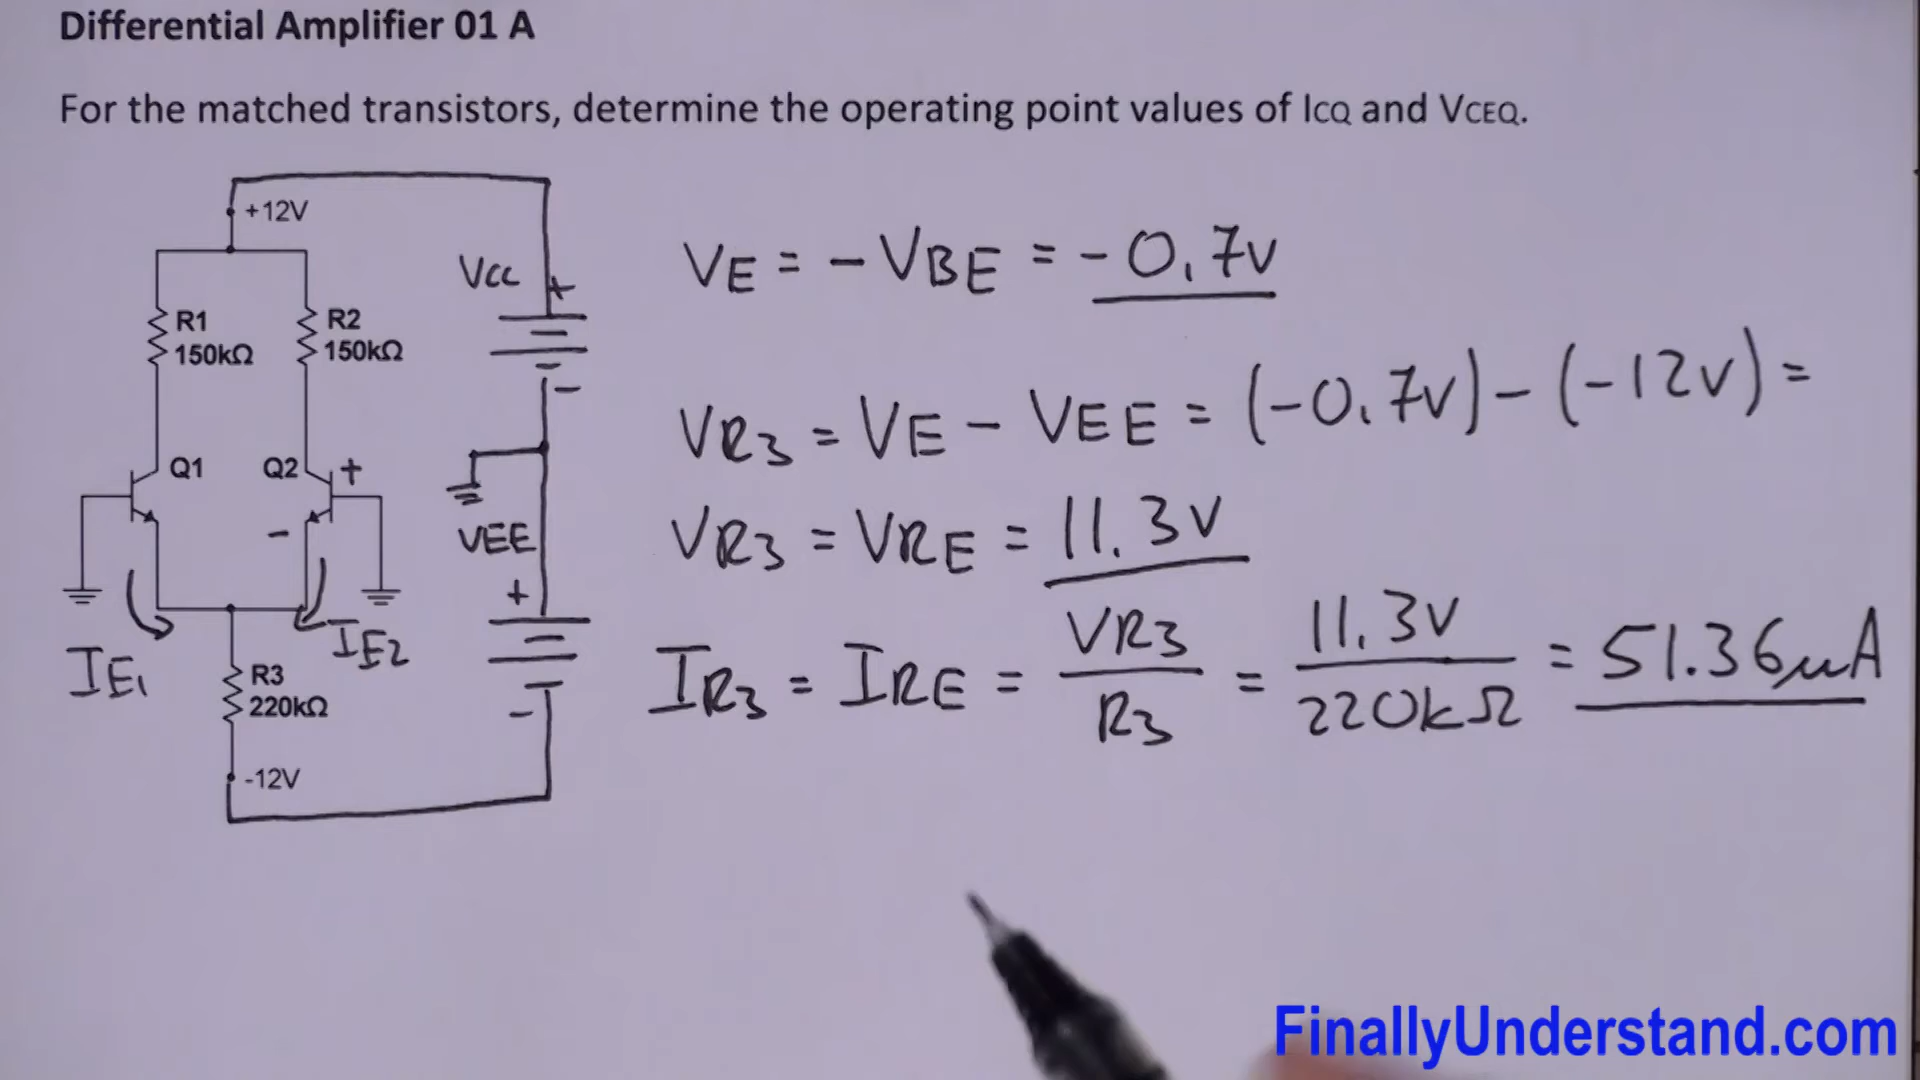 Differential Amplifier 01 A
For the matched transistors, determine the operating point values of ICQ and VCEQ.
+12V
R1
150kΩ
R2
150kΩ
Q1
Q2
+
-
IE1
IE2
R3
220kΩ
-12V
VCC
+
-
VEE
+
-
VE = - VBE = -0.7V
VR3 = VE - VEE = (-0.7V) - (-12V) =
VR3 = VRE = 11.3V
IR3 = IRE = VR3 / R3 = 11.3V / 220kΩ = 51.36μA
FinallyUnderstand.com